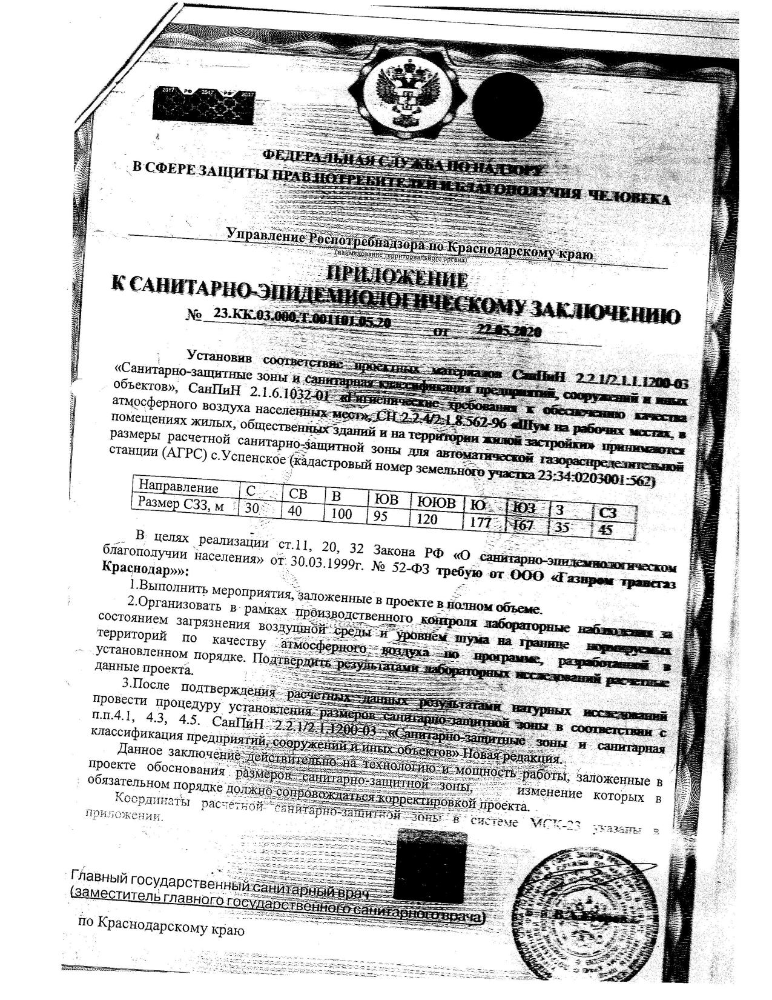 2017 РФ 2017 РФ 2017
ФЕДЕРАЛЬНАЯ СЛУЖБА ПО НАДЗОРУ
В СФЕРЕ ЗАЩИТЫ ПРАВ ПОТРЕБИТЕЛЕЙ И БЛАГОПОЛУЧИЯ ЧЕЛОВЕКА
Управление Роспотребнадзора по Краснодарскому краю
(наименование территориального органа)
ПРИЛОЖЕНИЕ
К САНИТАРНО-ЭПИДЕМИОЛОГИЧЕСКОМУ ЗАКЛЮЧЕНИЮ
№ 23.КК.03.000.Т.001101.05.20 от 22.05.2020
Установив соответствие проектных материалов СанПиН 2.2.1/2.1.1.1200-03
«Санитарно-защитные зоны и санитарная классификация предприятий, сооружений и иных
объектов», СанПиН 2.1.6.1032-01 «Гигиенические требования к обеспечению качества
атмосферного воздуха населенных мест», СН 2.2.4/2.1.8.562-96 «Шум на рабочих местах, в
помещениях жилых, общественных зданий и на территории жилой застройки» принимаются
размеры расчетной санитарно-защитной зоны для автоматической газораспределительной
станции (АГРС) с.Успенское (кадастровый номер земельного участка 23:34:0203001:562)
Направление С СВ В ЮВ ЮЮВ Ю ЮЗ З СЗ
Размер СЗЗ, м 30 40 100 95 120 177 167 35 45
В целях реализации ст.11, 20, 32 Закона РФ «О санитарно-эпидемиологическом
благополучии населения» от 30.03.1999г. № 52-ФЗ требую от ООО «Газпром трансгаз
Краснодар»»:
1.Выполнить мероприятия, заложенные в проекте в полном объеме.
2.Организовать в рамках производственного контроля лабораторные наблюдения за
состоянием загрязнения воздушной среды и уровнем шума на границе нормируемых
территорий по качеству атмосферного воздуха по программе, разработанной в
установленном порядке. Подтвердить результатами лабораторных исследований расчетные
данные проекта.
3.После подтверждения расчетных данных результатами натурных исследований
провести процедуру установления размеров санитарно-защитной зоны в соответствии с
п.п.4.1, 4.3, 4.5. СанПиН 2.2.1/2.1.1200-03 «Санитарно-защитные зоны и санитарная
классификация предприятий, сооружений и иных объектов» Новая редакция.
Данное заключение действительно на технологию и мощность работы, заложенные в
проекте обоснования размеров санитарно-защитной зоны, изменение которых в
обязательном порядке должно сопровождаться корректировкой проекта.
Координаты расчетной санитарно-защитной зоны в системе МСК-23 указаны в
приложении.
Главный государственный санитарный врач
(заместитель главного государственного санитарного врача)
по Краснодарскому краю